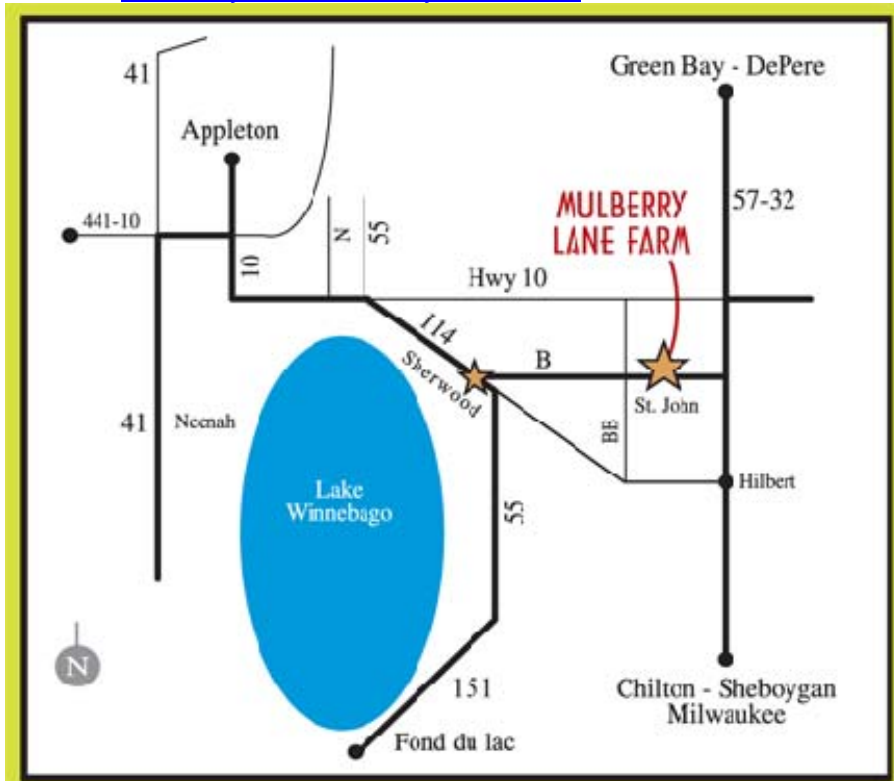 41
Green Bay - DePere
Appleton
441-10
57-32
MULBERRY
LANE FARM
N
55
10
Hwy 10
114
Sherwood
B
St. John
BE
41
Neenah
Hilbert
Lake
Winnebago
55
N
151
Chilton - Sheboygan
Milwaukee
Fond du lac